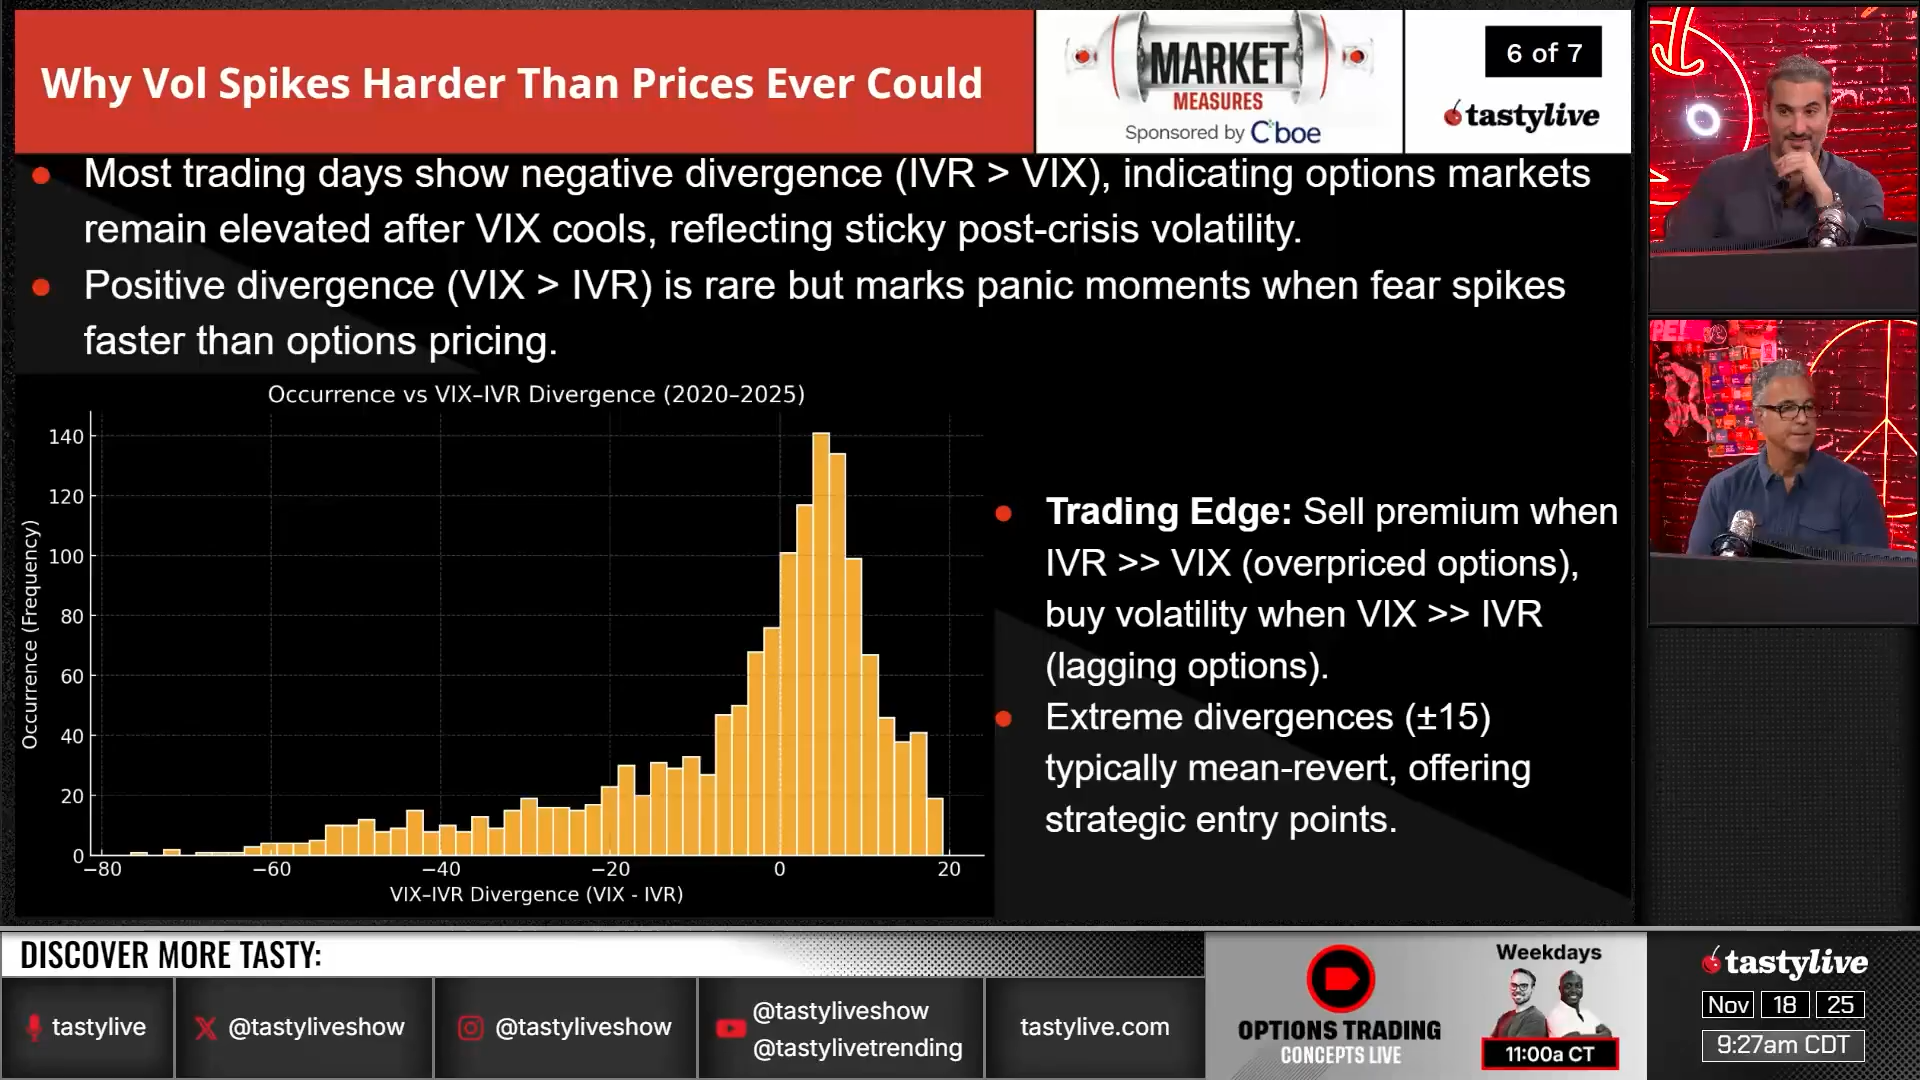 Why Vol Spikes Harder Than Prices Ever Could
MARKET
MEASURES
Sponsored by Cboe
6 of 7
tastylive
• Most trading days show negative divergence (IVR > VIX), indicating options markets
remain elevated after VIX cools, reflecting sticky post-crisis volatility.
• Positive divergence (VIX > IVR) is rare but marks panic moments when fear spikes
faster than options pricing.
Occurrence vs VIX–IVR Divergence (2020–2025)
Occurrence (Frequency)
140
120
100
80
60
40
20
0
−80 −60 −40 −20 0 20
VIX–IVR Divergence (VIX - IVR)
• Trading Edge: Sell premium when
IVR >> VIX (overpriced options),
buy volatility when VIX >> IVR
(lagging options).
• Extreme divergences (±15)
typically mean-revert, offering
strategic entry points.
DISCOVER MORE TASTY:
tastylive
@tastyliveshow
@tastyliveshow
@tastyliveshow
@tastylivetrending
tastylive.com
OPTIONS TRADING
CONCEPTS LIVE
Weekdays
11:00a CT
tastylive
Nov 18 25
9:27am CDT